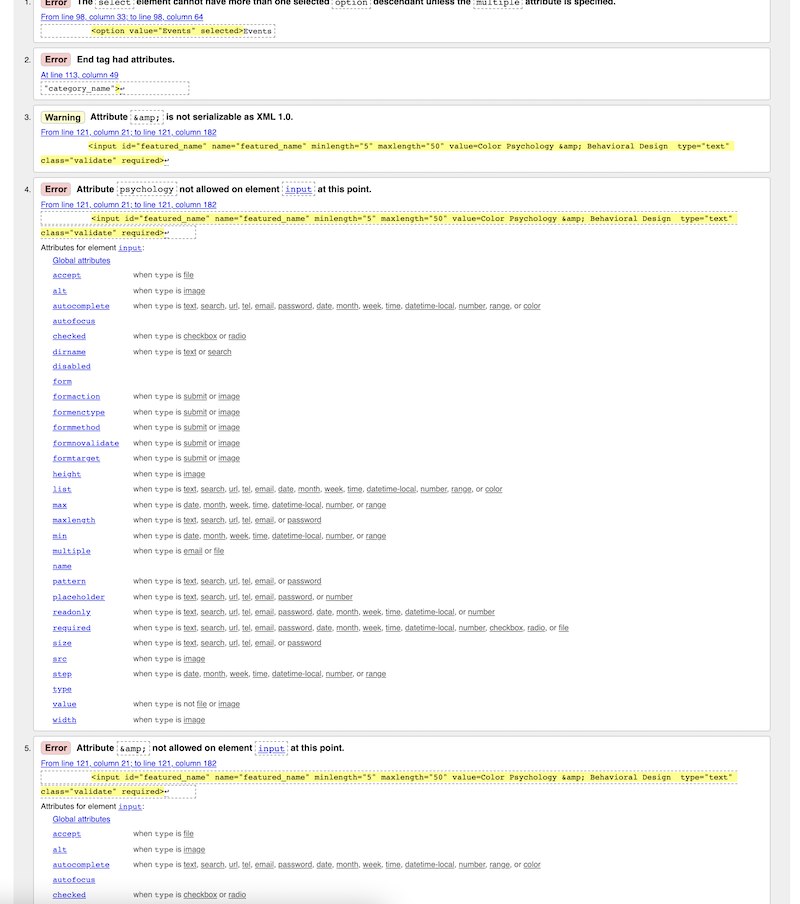 1. Error The select element cannot have more than one selected option descendant unless the multiple attribute is specified.
From line 98, column 33; to line 98, column 64
<option value="Events" selected>Events
2. Error End tag had attributes.
At line 113, column 49
"category_name">↩
3. Warning Attribute &amp; is not serializable as XML 1.0.
From line 121, column 21; to line 121, column 182
<input id="featured_name" name="featured_name" minlength="5" maxlength="50" value=Color Psychology &amp; Behavioral Design type="text"
class="validate" required>↩
4. Error Attribute psychology not allowed on element input at this point.
From line 121, column 21; to line 121, column 182
<input id="featured_name" name="featured_name" minlength="5" maxlength="50" value=Color Psychology &amp; Behavioral Design type="text"
class="validate" required>↩
Attributes for element input:
Global attributes
accept when type is file
alt when type is image
autocomplete when type is text, search, url, tel, email, password, date, month, week, time, datetime-local, number, range, or color
autofocus
checked when type is checkbox or radio
dirname when type is text or search
disabled
form
formaction when type is submit or image
formenctype when type is submit or image
formmethod when type is submit or image
formnovalidate when type is submit or image
formtarget when type is submit or image
height when type is image
list when type is text, search, url, tel, email, date, month, week, time, datetime-local, number, range, or color
max when type is date, month, week, time, datetime-local, number, or range
maxlength when type is text, search, url, tel, email, or password
min when type is date, month, week, time, datetime-local, number, or range
multiple when type is email or file
name
pattern when type is text, search, url, tel, email, or password
placeholder when type is text, search, url, tel, email, password, or number
readonly when type is text, search, url, tel, email, password, date, month, week, time, datetime-local, or number
required when type is text, search, url, tel, email, password, date, month, week, time, datetime-local, number, checkbox, radio, or file
size when type is text, search, url, tel, email, or password
src when type is image
step when type is date, month, week, time, datetime-local, number, or range
type
value when type is not file or image
width when type is image
5. Error Attribute &amp; not allowed on element input at this point.
From line 121, column 21; to line 121, column 182
<input id="featured_name" name="featured_name" minlength="5" maxlength="50" value=Color Psychology &amp; Behavioral Design type="text"
class="validate" required>↩
Attributes for element input:
Global attributes
accept when type is file
alt when type is image
autocomplete when type is text, search, url, tel, email, password, date, month, week, time, datetime-local, number, range, or color
autofocus
checked when type is checkbox or radio